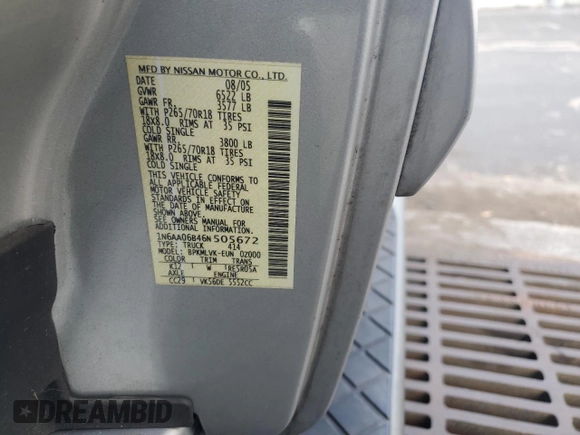 MFD BY NISSAN MOTOR CO., LTD.
DATE 08/05
GVWR 6522 LB
GAWR FR. 3577 LB
WITH P265/70R18 TIRES
18x8.0 RIMS AT 35 PSI
COLD SINGLE
GAWR RR. 3800 LB
WITH P265/70R18 TIRES
18x8.0 RIMS AT 35 PSI
COLD SINGLE
THIS VEHICLE CONFORMS TO
ALL APPLICABLE FEDERAL
MOTOR VEHICLE SAFETY
STANDARDS IN EFFECT ON
THE DATE OF MANUFACTURE
SHOWN ABOVE.
SEE OWNERS MANUAL FOR
ADDITIONAL INFORMATION.
1N6AA06B46N505672
TYPE: TRUCK 414
MODEL: BPKMLVK-EUN 02000
COLOR TRIM TRANS
K12 W RE5R05A
AXLE ENGINE
CC29 VK56DE 5552CC
DREAMBID